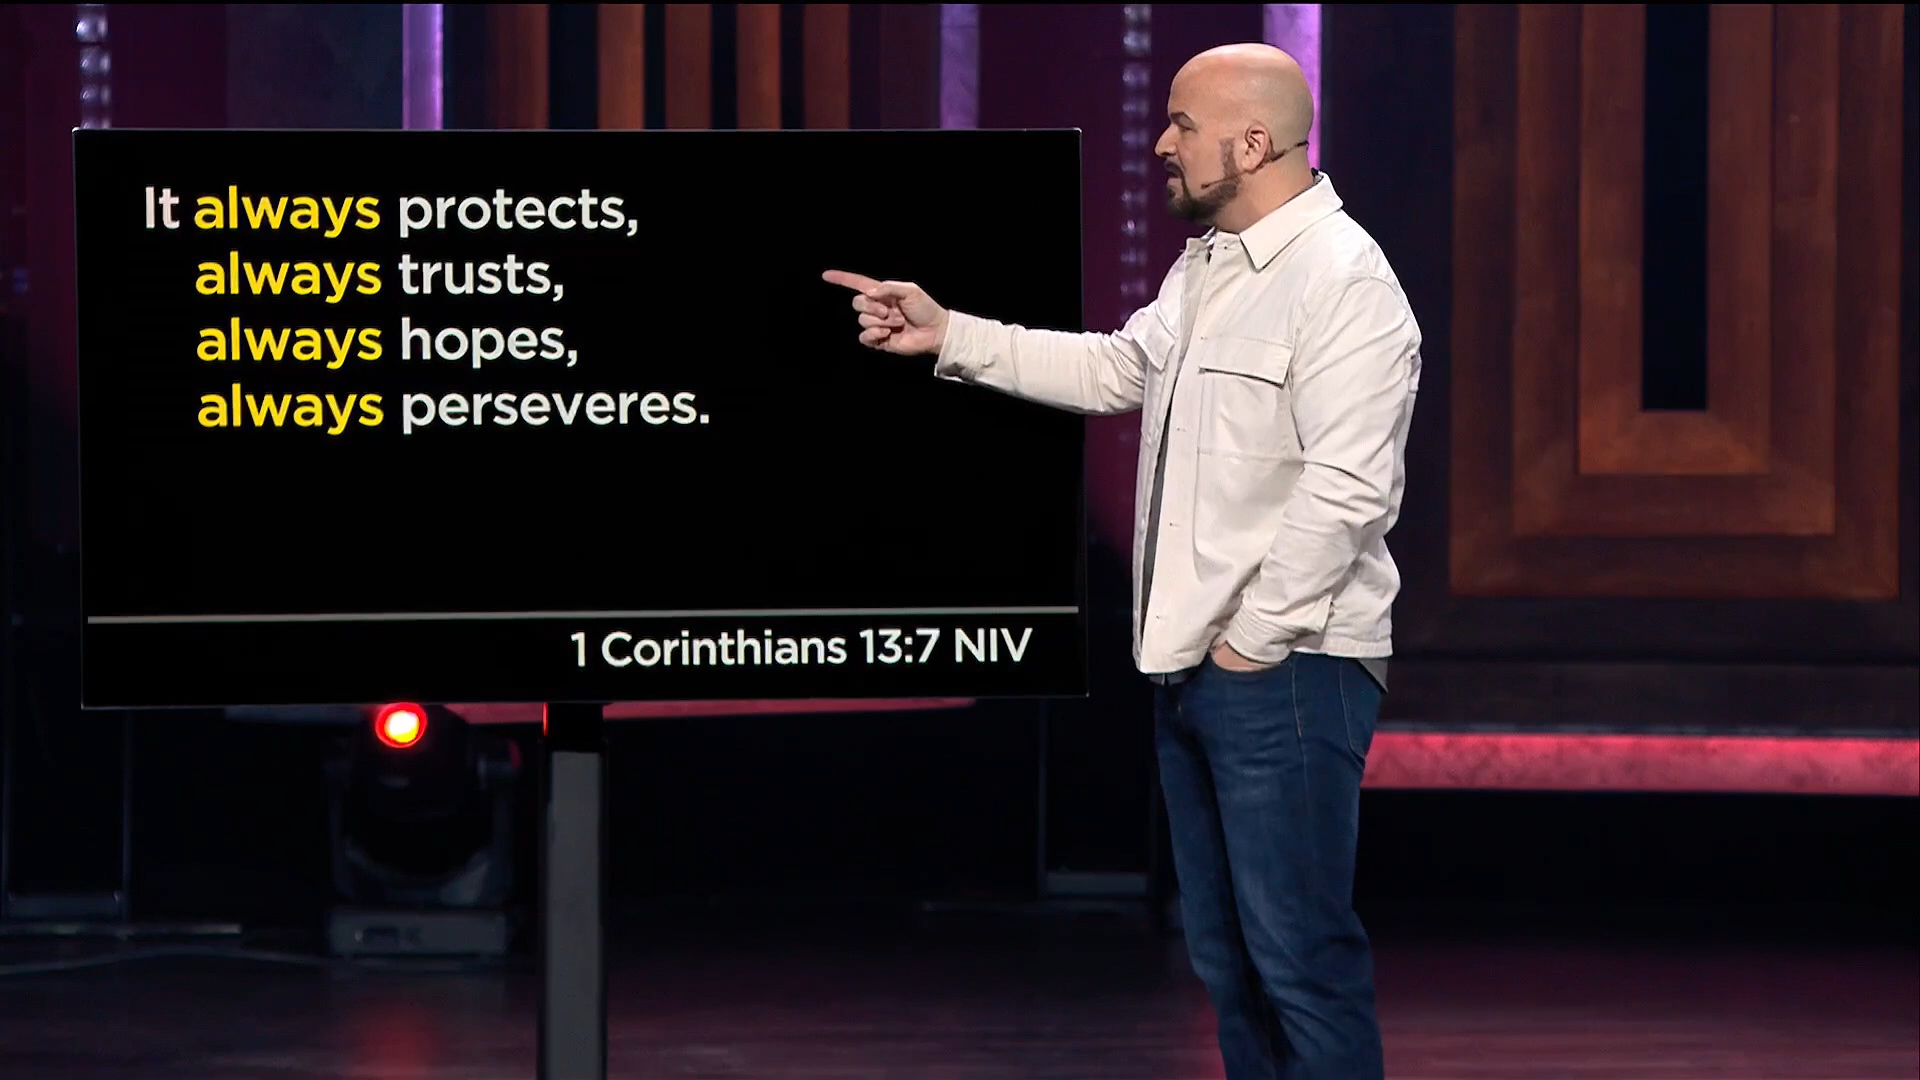 It always protects,
always trusts,
always hopes,
always perseveres.
1 Corinthians 13:7 NIV